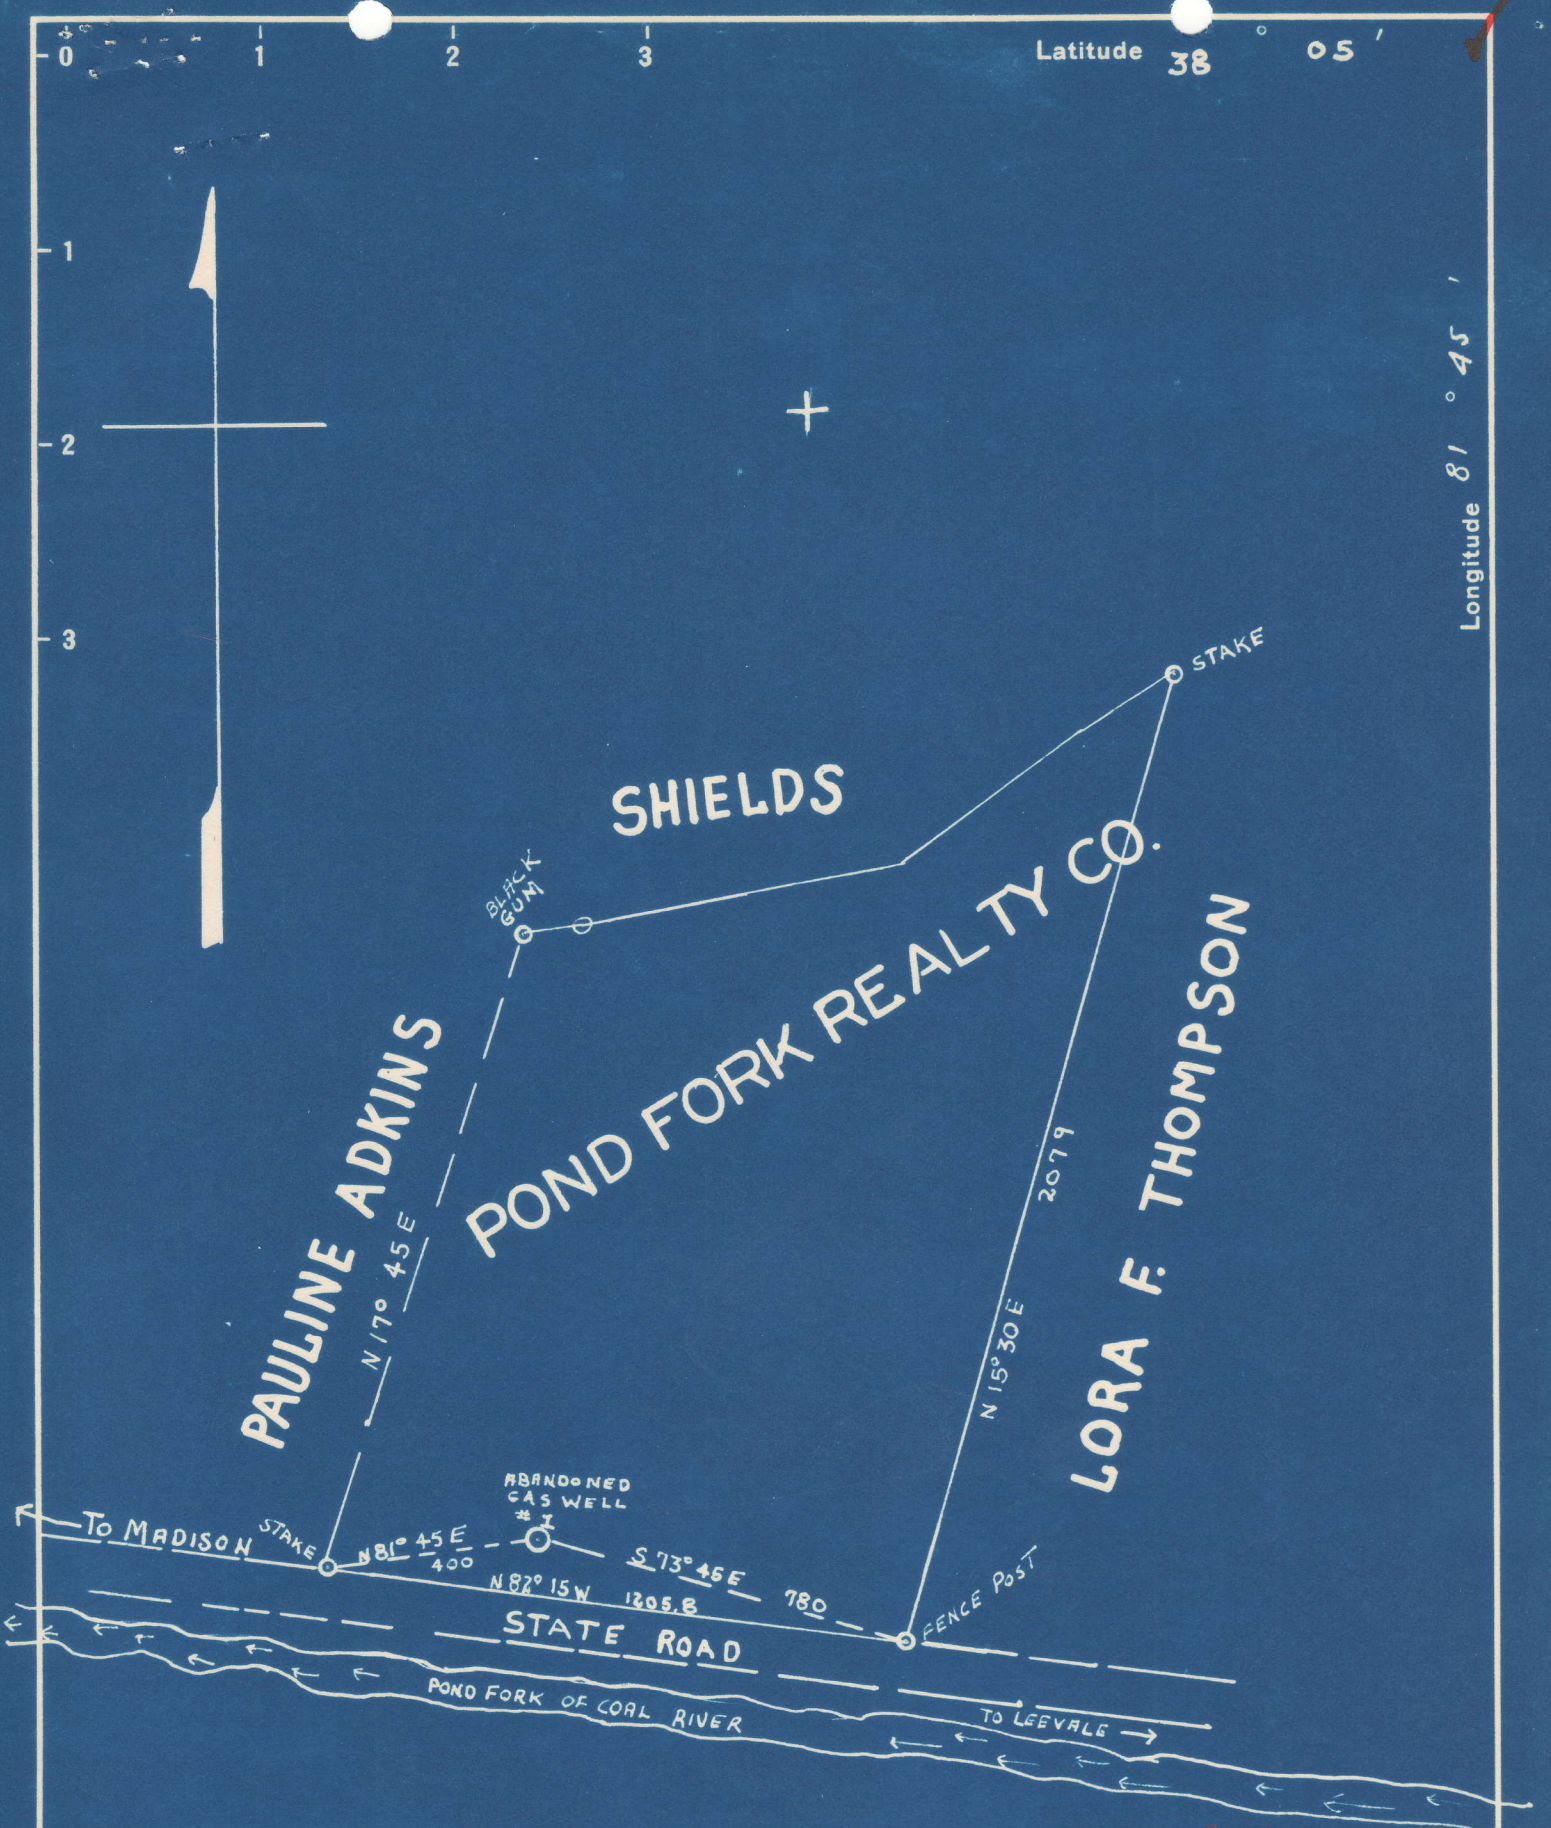 0 1 2 3 Latitude 38 ° 05 '
1
2
3
Longitude 81 ° 45 '
STAKE
SHIELDS
BLACK
GUM
POND FORK REALTY CO.
PAULINE ADKINS
N 17° 45 E
2079
N 15° 30 E
LORA F. THOMPSON
ABANDONED
GAS WELL
# 1
TO MADISON
STAKE
N 81° 45 E
400
S 73° 45 E 780
N 82° 15 W 1205.8
FENCE POST
STATE ROAD
POND FORK OF COAL RIVER
TO LEEVALE